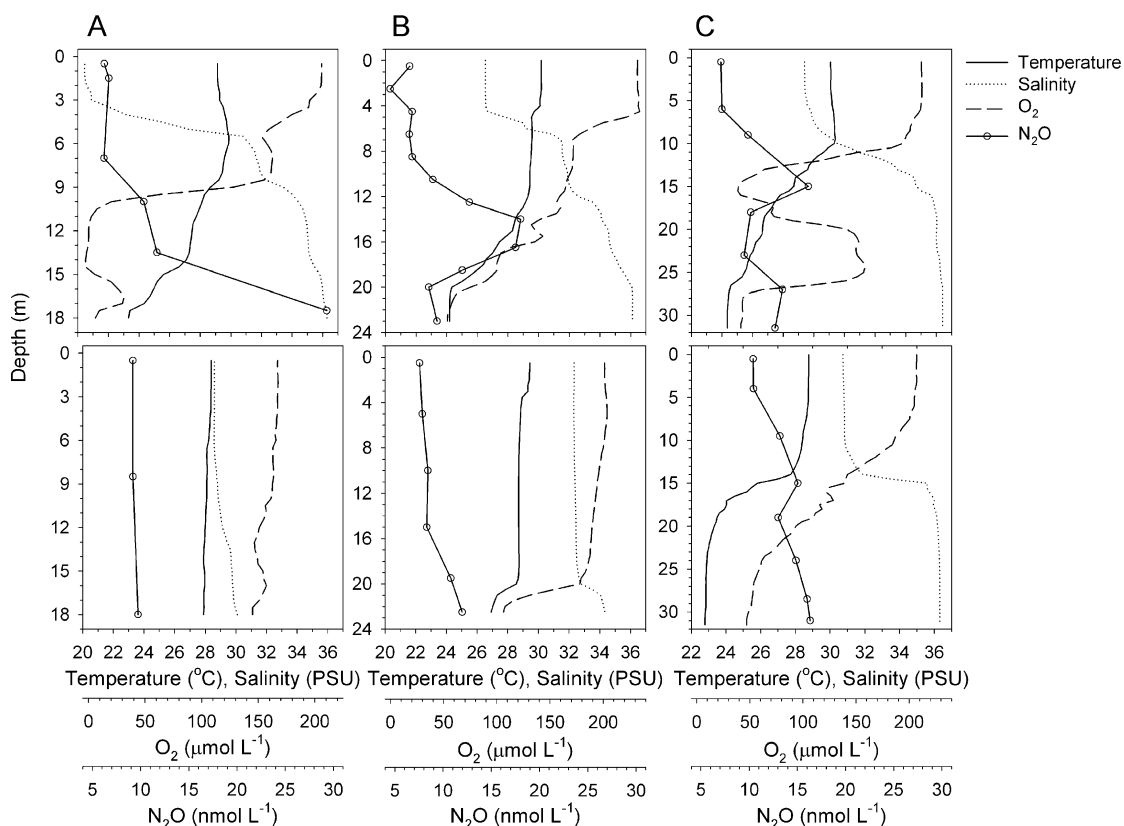 A B C
Temperature
Salinity
O2
N2O
0
3
6
9
12
15
18
0
4
8
12
16
20
24
0
5
10
15
20
25
30
Depth (m)
0
3
6
9
12
15
18
0
4
8
12
16
20
24
0
5
10
15
20
25
30
20 22 24 26 28 30 32 34 36
20 22 24 26 28 30 32 34 36
22 24 26 28 30 32 34 36
Temperature (oC), Salinity (PSU) Temperature (oC), Salinity (PSU) Temperature (oC), Salinity (PSU)
0 50 100 150 200
0 50 100 150 200
0 50 100 150 200
O2 (μmol L-1) O2 (μmol L-1) O2 (μmol L-1)
5 10 15 20 25 30
5 10 15 20 25 30
5 10 15 20 25 30
N2O (nmol L-1) N2O (nmol L-1) N2O (nmol L-1)